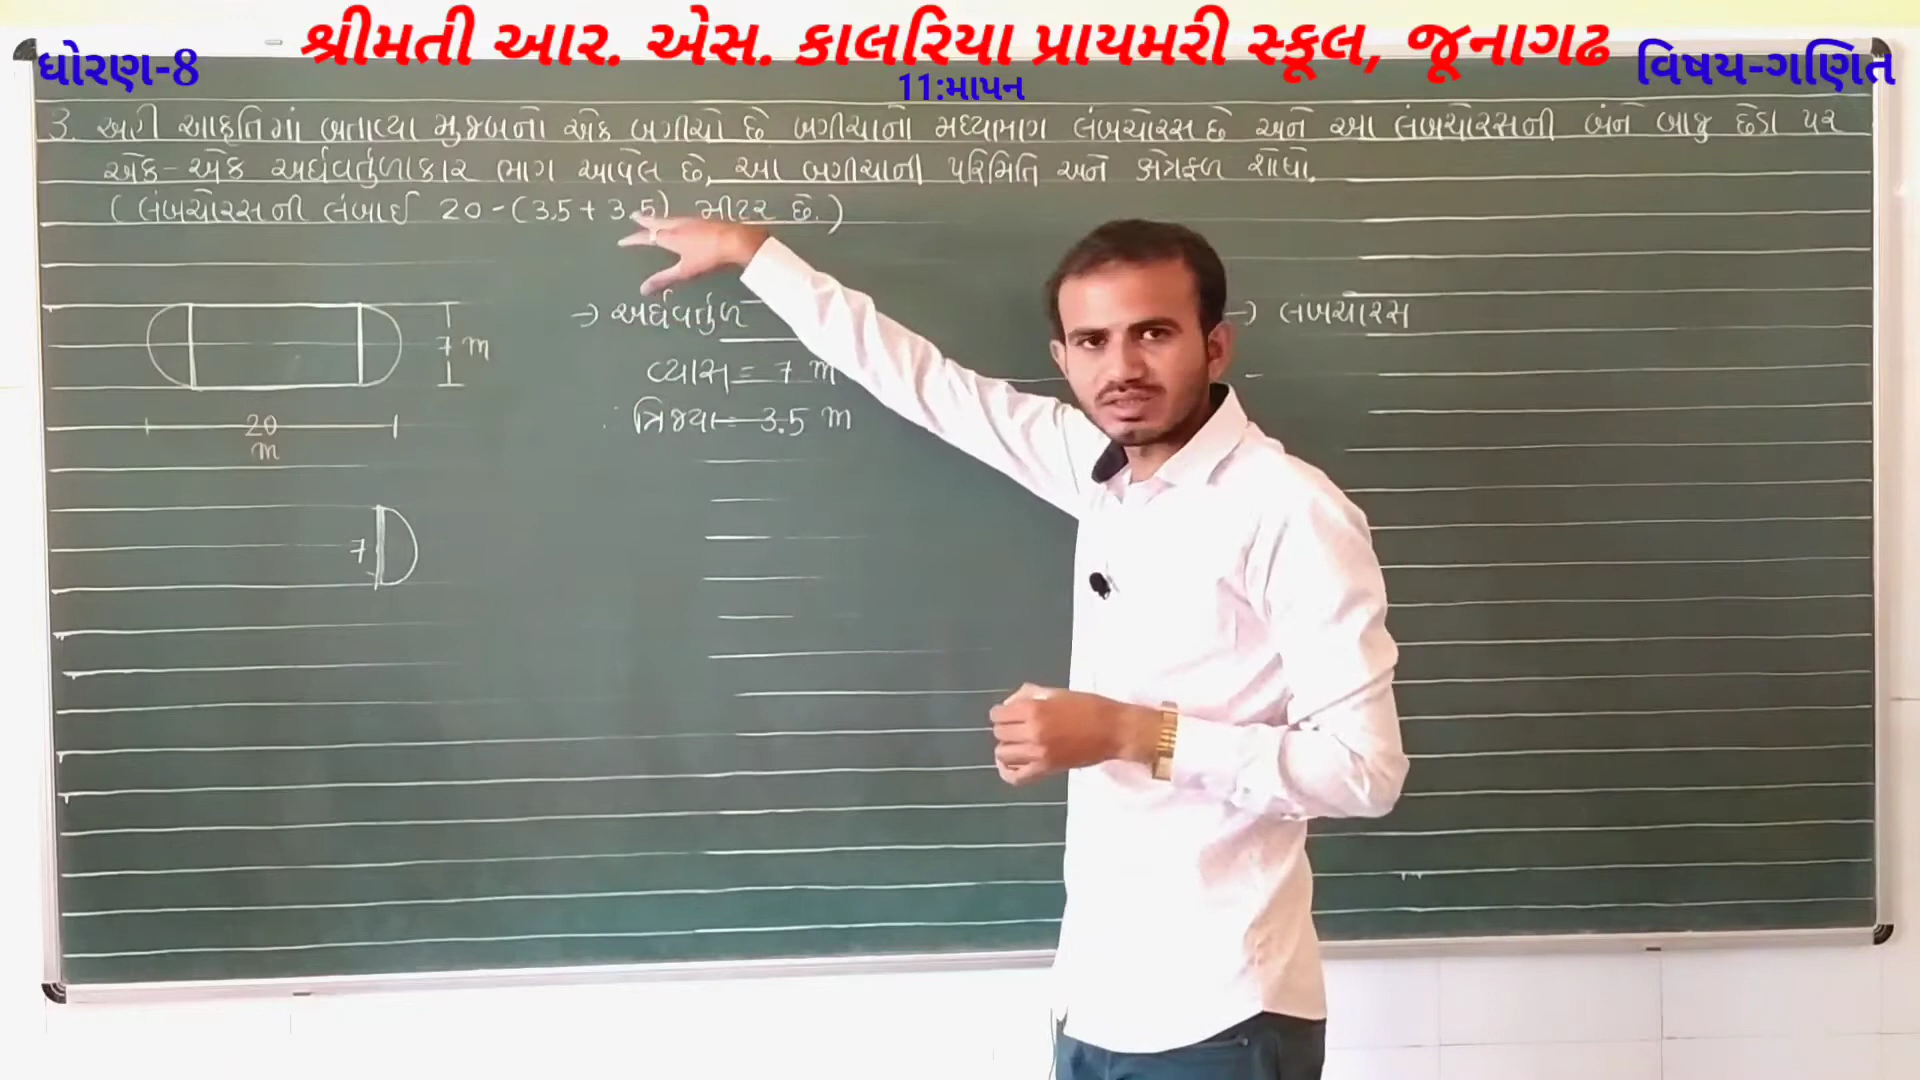 શ્રીમતી આર. એસ. કાલરિયા પ્રાયમરી સ્કૂલ, જૂનાગઢ
ધોરણ-8
વિષય-ગણિત
11:માપન
3. અહીં આકૃતિમાં બતાવ્યા મુજબનો એક બગીચો છે બગીચાનો મધ્યભાગ લંબચોરસ છે અને આ લંબચોરસની બંને બાજુ છેડા પર
એક-એક અર્ધવર્તુળાકાર ભાગ આવેલ છે, આ બગીચાની પરિમિતિ અને ક્ષેત્રફળ શોધો.
(લંબચોરસની લંબાઈ 20-(3.5+3.5) મીટર છે.)
7 m
20
m
7
→ અર્ધવર્તુળ
વ્યાસ = 7 m
∴ ત્રિજ્યા = 3.5 m
→ લંબચોરસ